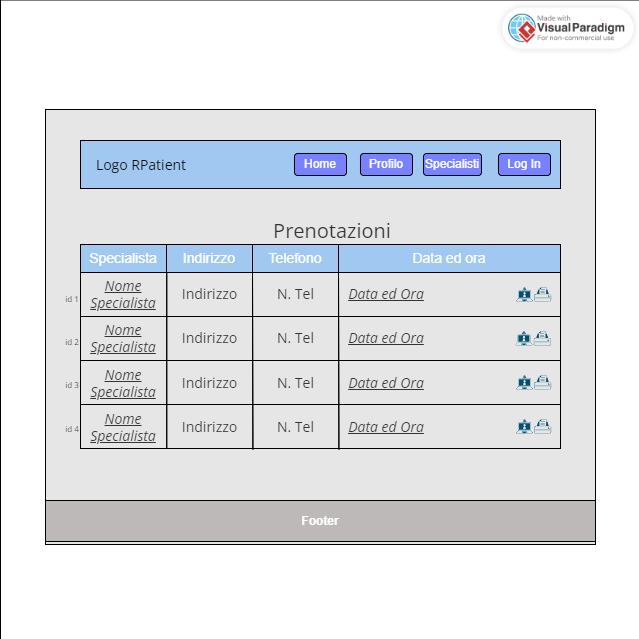 Made with
Visual Paradigm
For non-commercial use
Logo RPatient
Home
Profilo
Specialisti
Log In
Prenotazioni
Specialista Indirizzo Telefono Data ed ora
id 1 Nome Specialista Indirizzo N. Tel Data ed Ora
id 2 Nome Specialista Indirizzo N. Tel Data ed Ora
id 3 Nome Specialista Indirizzo N. Tel Data ed Ora
id 4 Nome Specialista Indirizzo N. Tel Data ed Ora
Footer